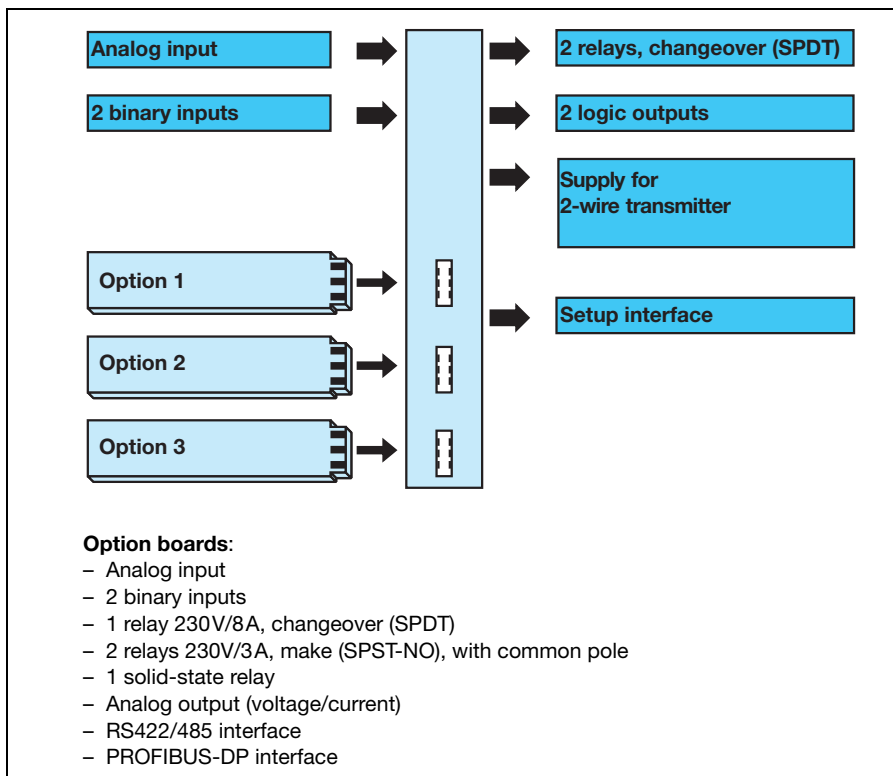 Analog input
2 relays, changeover (SPDT)
2 binary inputs
2 logic outputs
Supply for
2-wire transmitter
Option 1
Setup interface
Option 2
Option 3
Option boards:
– Analog input
– 2 binary inputs
– 1 relay 230V/8A, changeover (SPDT)
– 2 relays 230V/3A, make (SPST-NO), with common pole
– 1 solid-state relay
– Analog output (voltage/current)
– RS422/485 interface
– PROFIBUS-DP interface